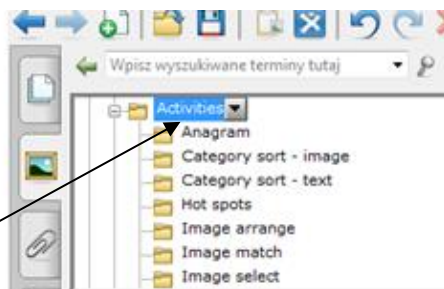 Wpisz wyszukiwane terminy tutaj
Activities
Anagram
Category sort - image
Category sort - text
Hot spots
Image arrange
Image match
Image select